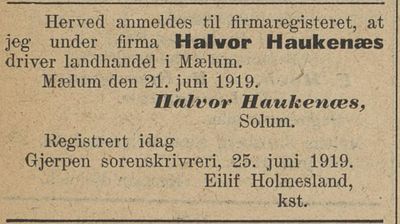 Herved anmeldes til firmaregisteret, at
jeg under firma Halvor Haukenæs
driver landhandel i Mælum.
Mælum den 21. juni 1919.
Halvor Haukenæs,
Solum.
Registrert idag
Gjerpen sorenskrivreri, 25. juni 1919.
Eilif Holmesland,
kst.